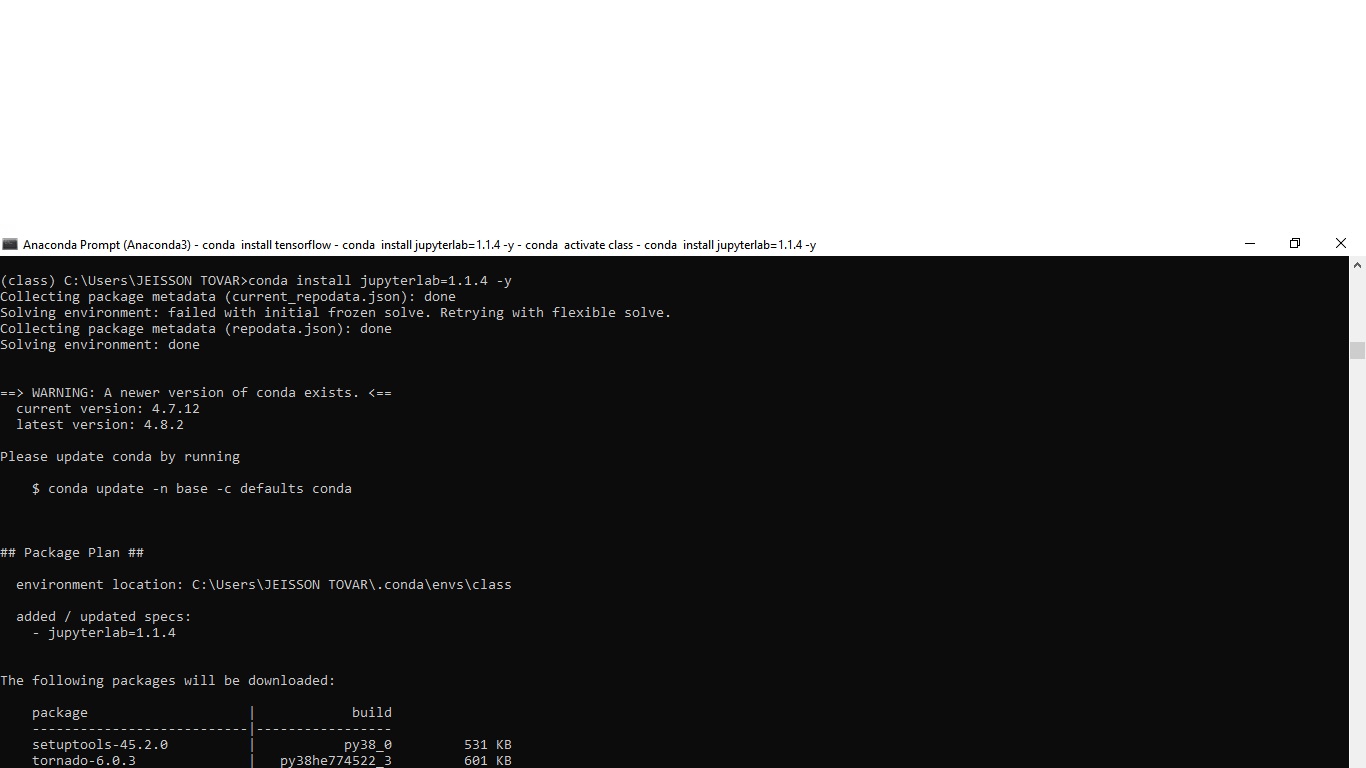 Anaconda Prompt (Anaconda3) - conda  install tensorflow - conda  install jupyterlab=1.1.4 -y - conda  activate class - conda  install jupyterlab=1.1.4 -y
(class) C:\Users\JEISSON TOVAR>conda install jupyterlab=1.1.4 -y
Collecting package metadata (current_repodata.json): done
Solving environment: failed with initial frozen solve. Retrying with flexible solve.
Collecting package metadata (repodata.json): done
Solving environment: done
==> WARNING: A newer version of conda exists. <==
  current version: 4.7.12
  latest version: 4.8.2
Please update conda by running
    $ conda update -n base -c defaults conda
## Package Plan ##
  environment location: C:\Users\JEISSON TOVAR\.conda\envs\class
  added / updated specs:
    - jupyterlab=1.1.4
The following packages will be downloaded:
    package                    |            build
    ---------------------------|-----------------
    setuptools-45.2.0          |           py38_0         531 KB
    tornado-6.0.3              |   py38he774522_3         601 KB